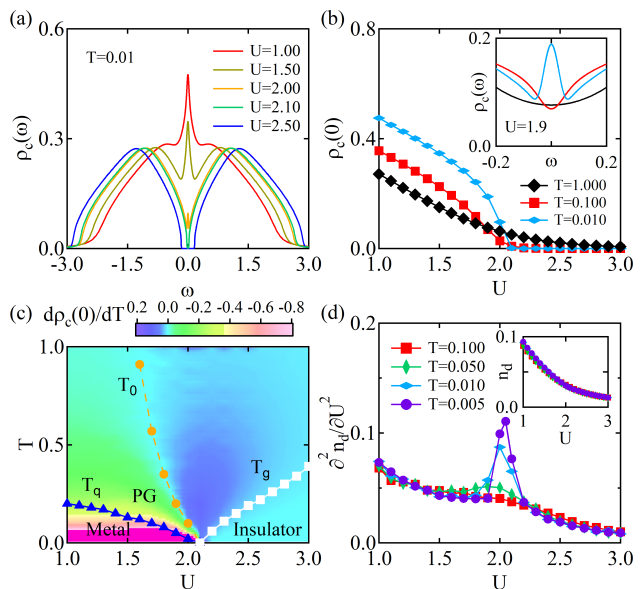 (a)
0.6
0.3
0.0
ρc(ω)
T=0.01
U=1.00
U=1.50
U=2.00
U=2.10
U=2.50
-3.0 -1.5 0.0 1.5 3.0
ω
(b)
0.8
0.4
0.0
ρc(0)
0.2
0.0
ρc(ω)
U=1.9
-0.2 ω 0.2
T=1.000
T=0.100
T=0.010
1.0 1.5 2.0 2.5 3.0
U
(c) dρc(0)/dT
0.2 0.0 -0.2 -0.4 -0.6 -0.8
1.0
0.5
0.0
T
T0
Tq
PG
Tg
Metal
Insulator
1.0 1.5 2.0 2.5 3.0
U
(d)
0.2
0.1
0.0
∂² nd/∂U²
T=0.100
T=0.050
T=0.010
T=0.005
0.1
0.0
nd
1 2 3
U
1.0 1.5 2.0 2.5 3.0
U